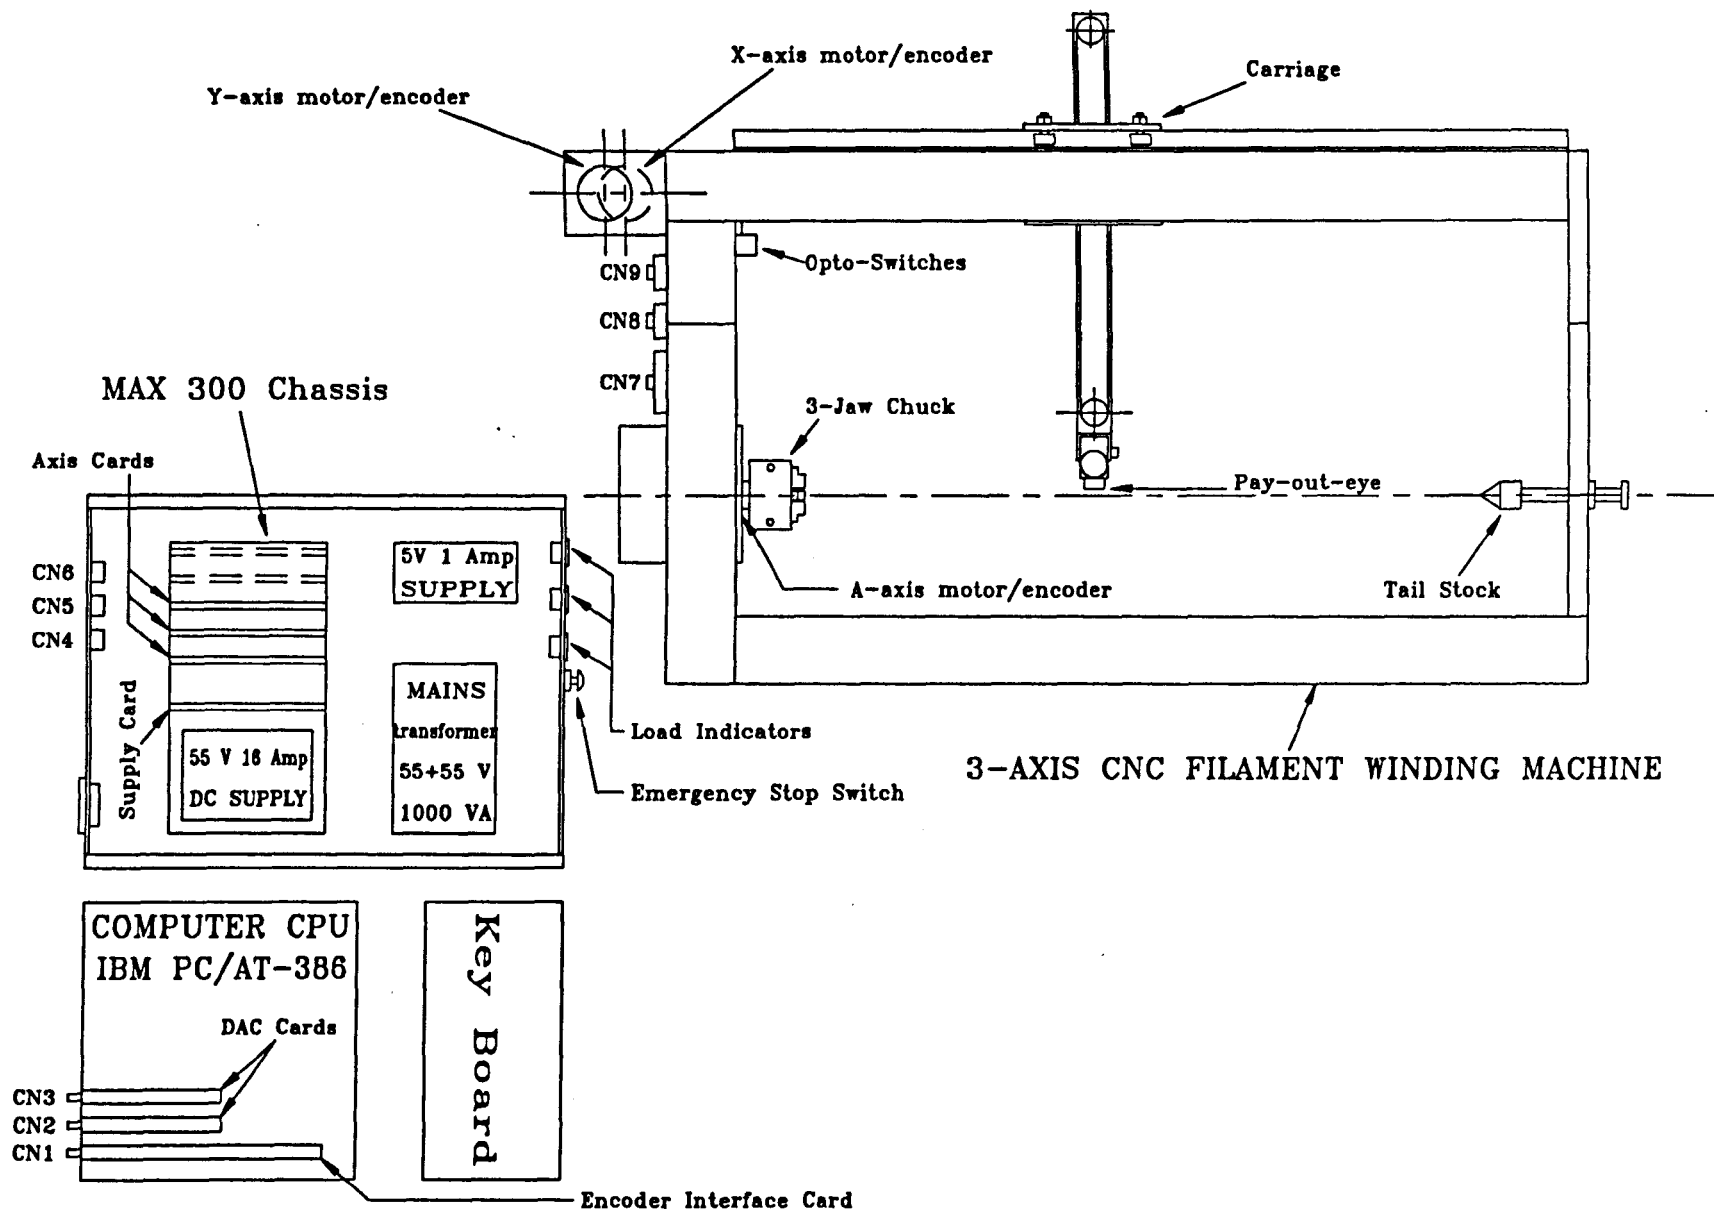 X-axis motor/encoder
Y-axis motor/encoder
Carriage
Opto-Switches
CN9
CN8
CN7
MAX 300 Chassis
3-Jaw Chuck
Axis Cards
Pay-out-eye
A-axis motor/encoder
Tail Stock
CN6
CN5
CN4
5V 1 Amp
SUPPLY
Supply Card
55 V 16 Amp
DC SUPPLY
MAINS
transformer
55+55 V
1000 VA
Load Indicators
Emergency Stop Switch
3-AXIS CNC FILAMENT WINDING MACHINE
COMPUTER CPU
IBM PC/AT-386
DAC Cards
Key Board
CN3
CN2
CN1
Encoder Interface Card